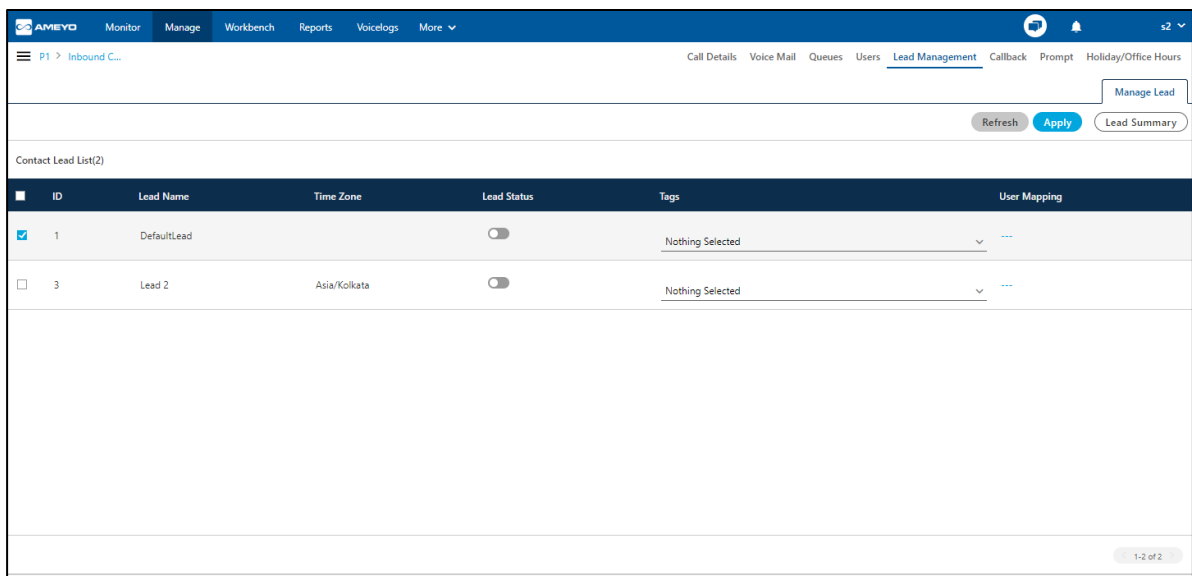 AMEYO Monitor Manage Workbench Reports Voicelogs More s2
P1 > Inbound C... Call Details Voice Mail Queues Users Lead Management Callback Prompt Holiday/Office Hours
Manage Lead
Refresh Apply Lead Summary
Contact Lead List(2)
ID Lead Name Time Zone Lead Status Tags User Mapping
1 DefaultLead Nothing Selected ---
3 Lead 2 Asia/Kolkata Nothing Selected ---
< 1-2 of 2 >